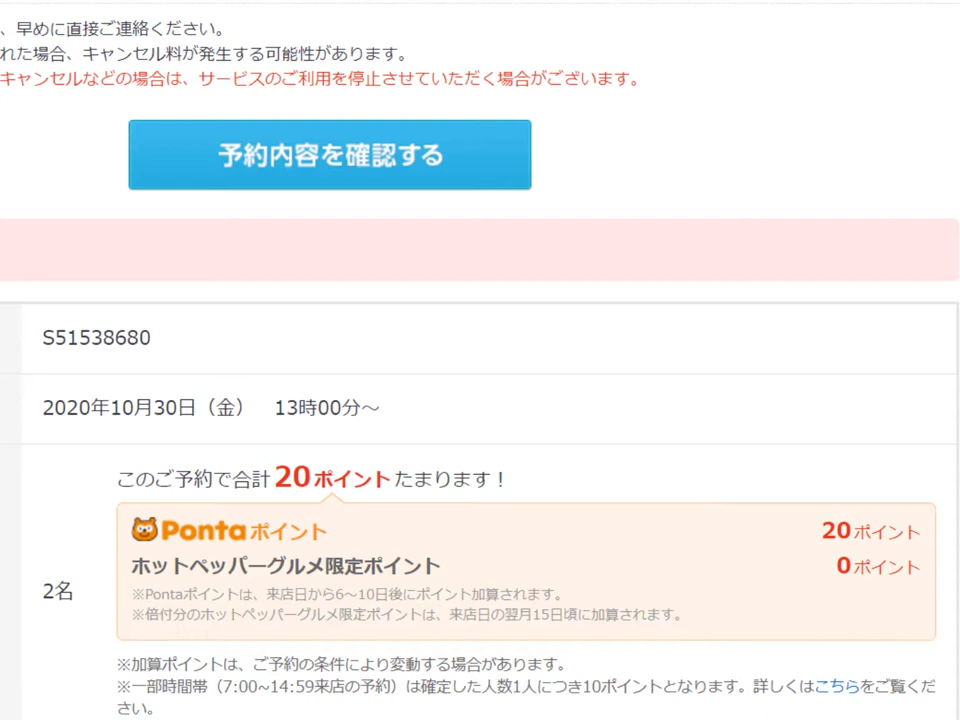 、早めに直接ご連絡ください。
れた場合、キャンセル料が発生する可能性があります。
キャンセルなどの場合は、サービスのご利用を停止させていただく場合がございます。
予約内容を確認する
S51538680
2020年10月30日（金） 13時00分～
このご予約で合計20ポイントたまります！
Pontaポイント 20ポイント
ホットペッパーグルメ限定ポイント 0ポイント
※Pontaポイントは、来店日から6～10日後にポイント加算されます。
※倍付分のホットペッパーグルメ限定ポイントは、来店日の翌月15日頃に加算されます。
2名
※加算ポイントは、ご予約の条件により変動する場合があります。
※一部時間帯（7:00~14:59来店の予約）は確定した人数1人につき10ポイントとなります。詳しくはこちらをご覧くだ
さい。